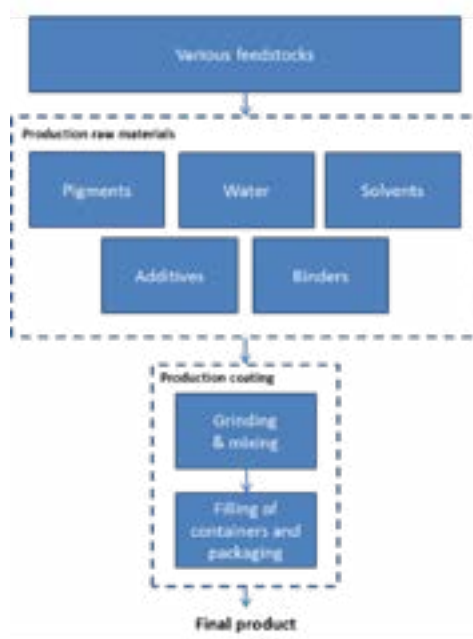 Various feedstocks
Production raw materials
Pigments
Water
Solvents
Additives
Binders
Production coating
Grinding
& mixing
Filling of
containers and
packaging
Final product